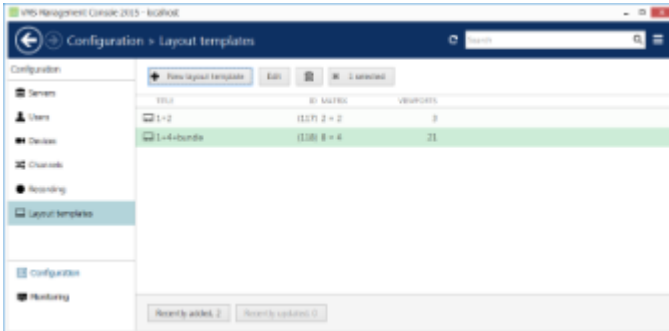 VMS Management Console 2015 - localhost
Configuration » Layout templates
Search
Configuration
New layout template
Edit
1 selected
Servers
TITLE
ID
MATRIX
VIEWPORTS
Users
1+2
(117)
2 × 2
3
Devices
1+4+bundle
(118)
8 × 4
21
Channels
Recording
Layout templates
Configuration
Monitoring
Recently added, 2
Recently updated, 0